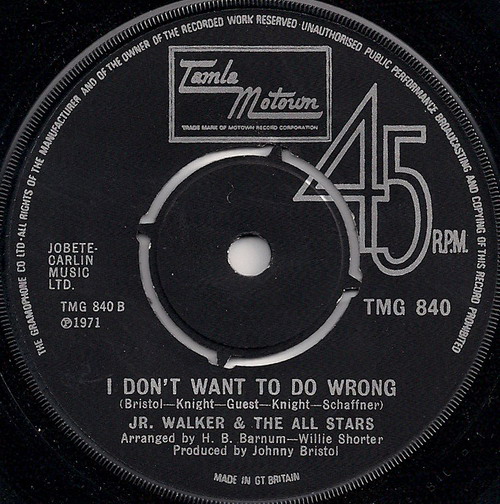 THE GRAMOPHONE CO LTD·ALL RIGHTS OF THE MANUFACTURER AND OF THE OWNER OF THE RECORDED WORK RESERVED·UNAUTHORISED PUBLIC PERFORMANCE BROADCASTING AND COPYING OF THIS RECORD PROHIBITED
Tamla
Motown
TRADE MARK OF MOTOWN RECORD CORPORATION
45
R.P.M.
JOBETE-
CARLIN
MUSIC
LTD.
TMG 840 B
℗1971
TMG 840
I DON'T WANT TO DO WRONG
(Bristol—Knight—Guest—Knight—Schaffner)
JR. WALKER & THE ALL STARS
Arranged by H. B. Barnum—Willie Shorter
Produced by Johnny Bristol
MADE IN GT BRITAIN